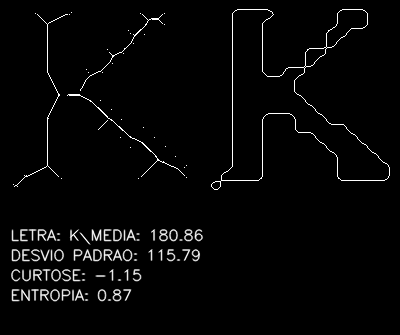 K K
LETRA: K\MEDIA: 180.86
DESVIO PADRAO: 115.79
CURTOSE: -1.15
ENTROPIA: 0.87